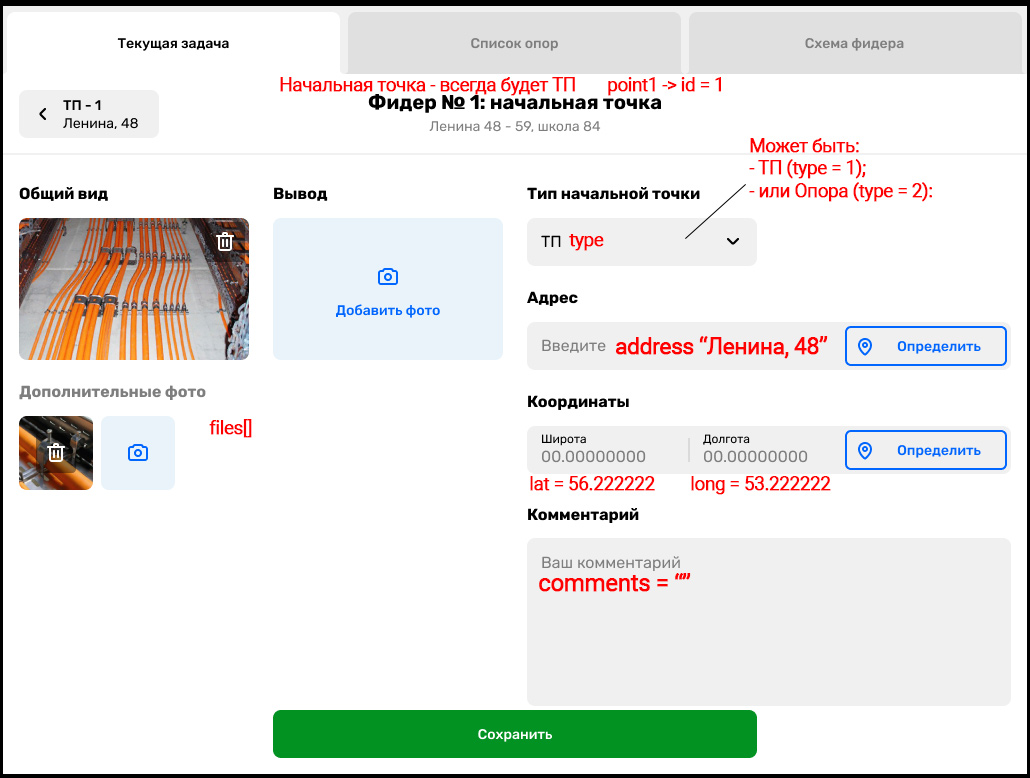 Текущая задача
Список опор
Схема фидера
Начальная точка - всегда будет ТП point1 -> id = 1
ТП - 1
Ленина, 48
Фидер № 1: начальная точка
Ленина 48 - 59, школа 84
Может быть:
- ТП (type = 1);
- или Опора (type = 2):
Общий вид
Вывод
Добавить фото
Дополнительные фото
files[]
Тип начальной точки
ТП type
Адрес
Введите address “Ленина, 48”
Определить
Координаты
Широта
00.00000000
Долгота
00.00000000
Определить
lat = 56.222222 long = 53.222222
Комментарий
Ваш комментарий
comments = “”
Сохранить